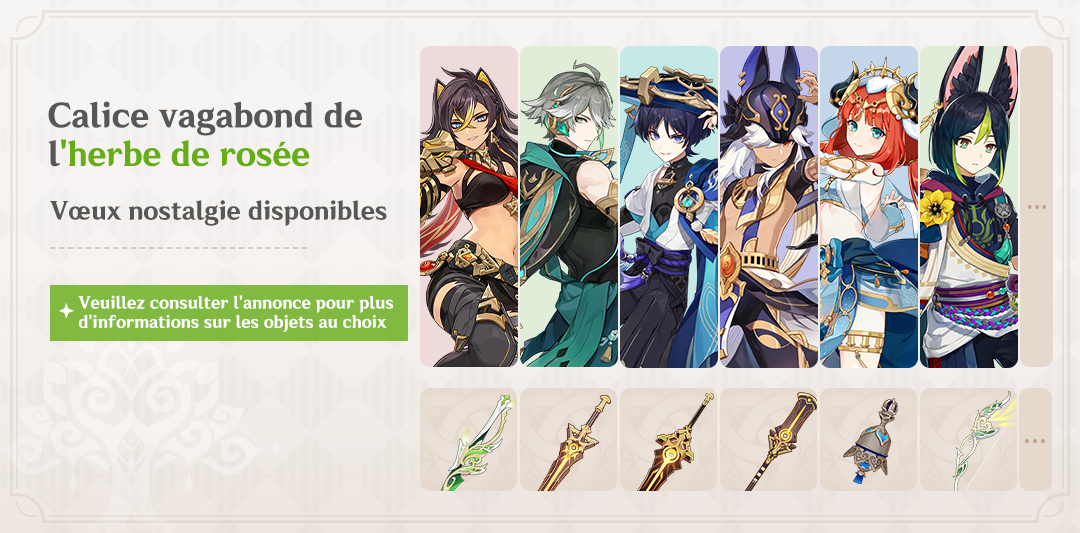 Calice vagabond de
l'herbe de rosée
Vœux nostalgie disponibles
Veuillez consulter l'annonce pour plus
d'informations sur les objets au choix